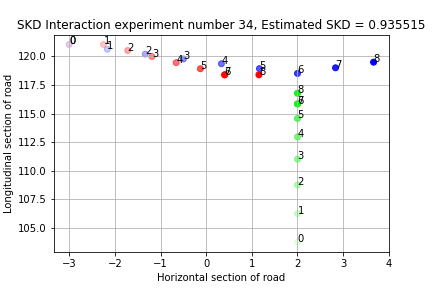 SKD Interaction experiment number 34, Estimated SKD = 0.935515
Longitudinal section of road
120.0
117.5
115.0
112.5
110.0
107.5
105.0
0 1 2 3 4 5 6 7 8
0 1 2 3 4 5 6 7 8
8
6
5
4
3
2
1
0
−3 −2 −1 0 1 2 3 4
Horizontal section of road